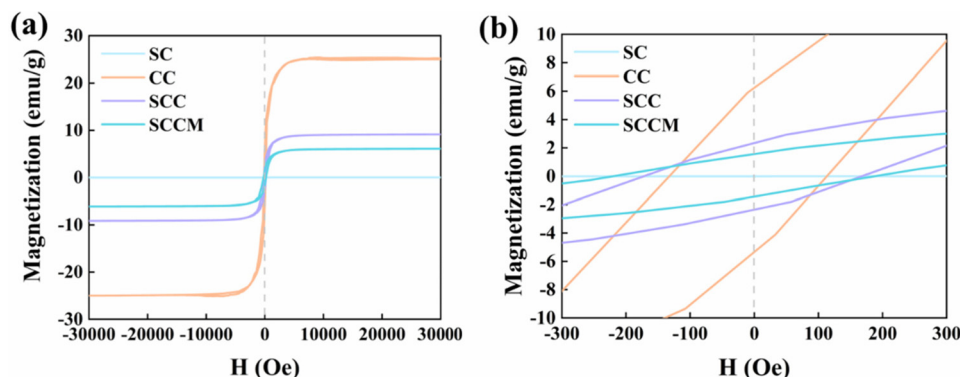 (a)
Magnetization (emu/g)
30
20
10
0
-10
-20
-30
SC
CC
SCC
SCCM
-30000 -20000 -10000 0 10000 20000 30000
H (Oe)
(b)
Magnetization (emu/g)
10
8
6
4
2
0
-2
-4
-6
-8
-10
SC
CC
SCC
SCCM
-300 -200 -100 0 100 200 300
H (Oe)